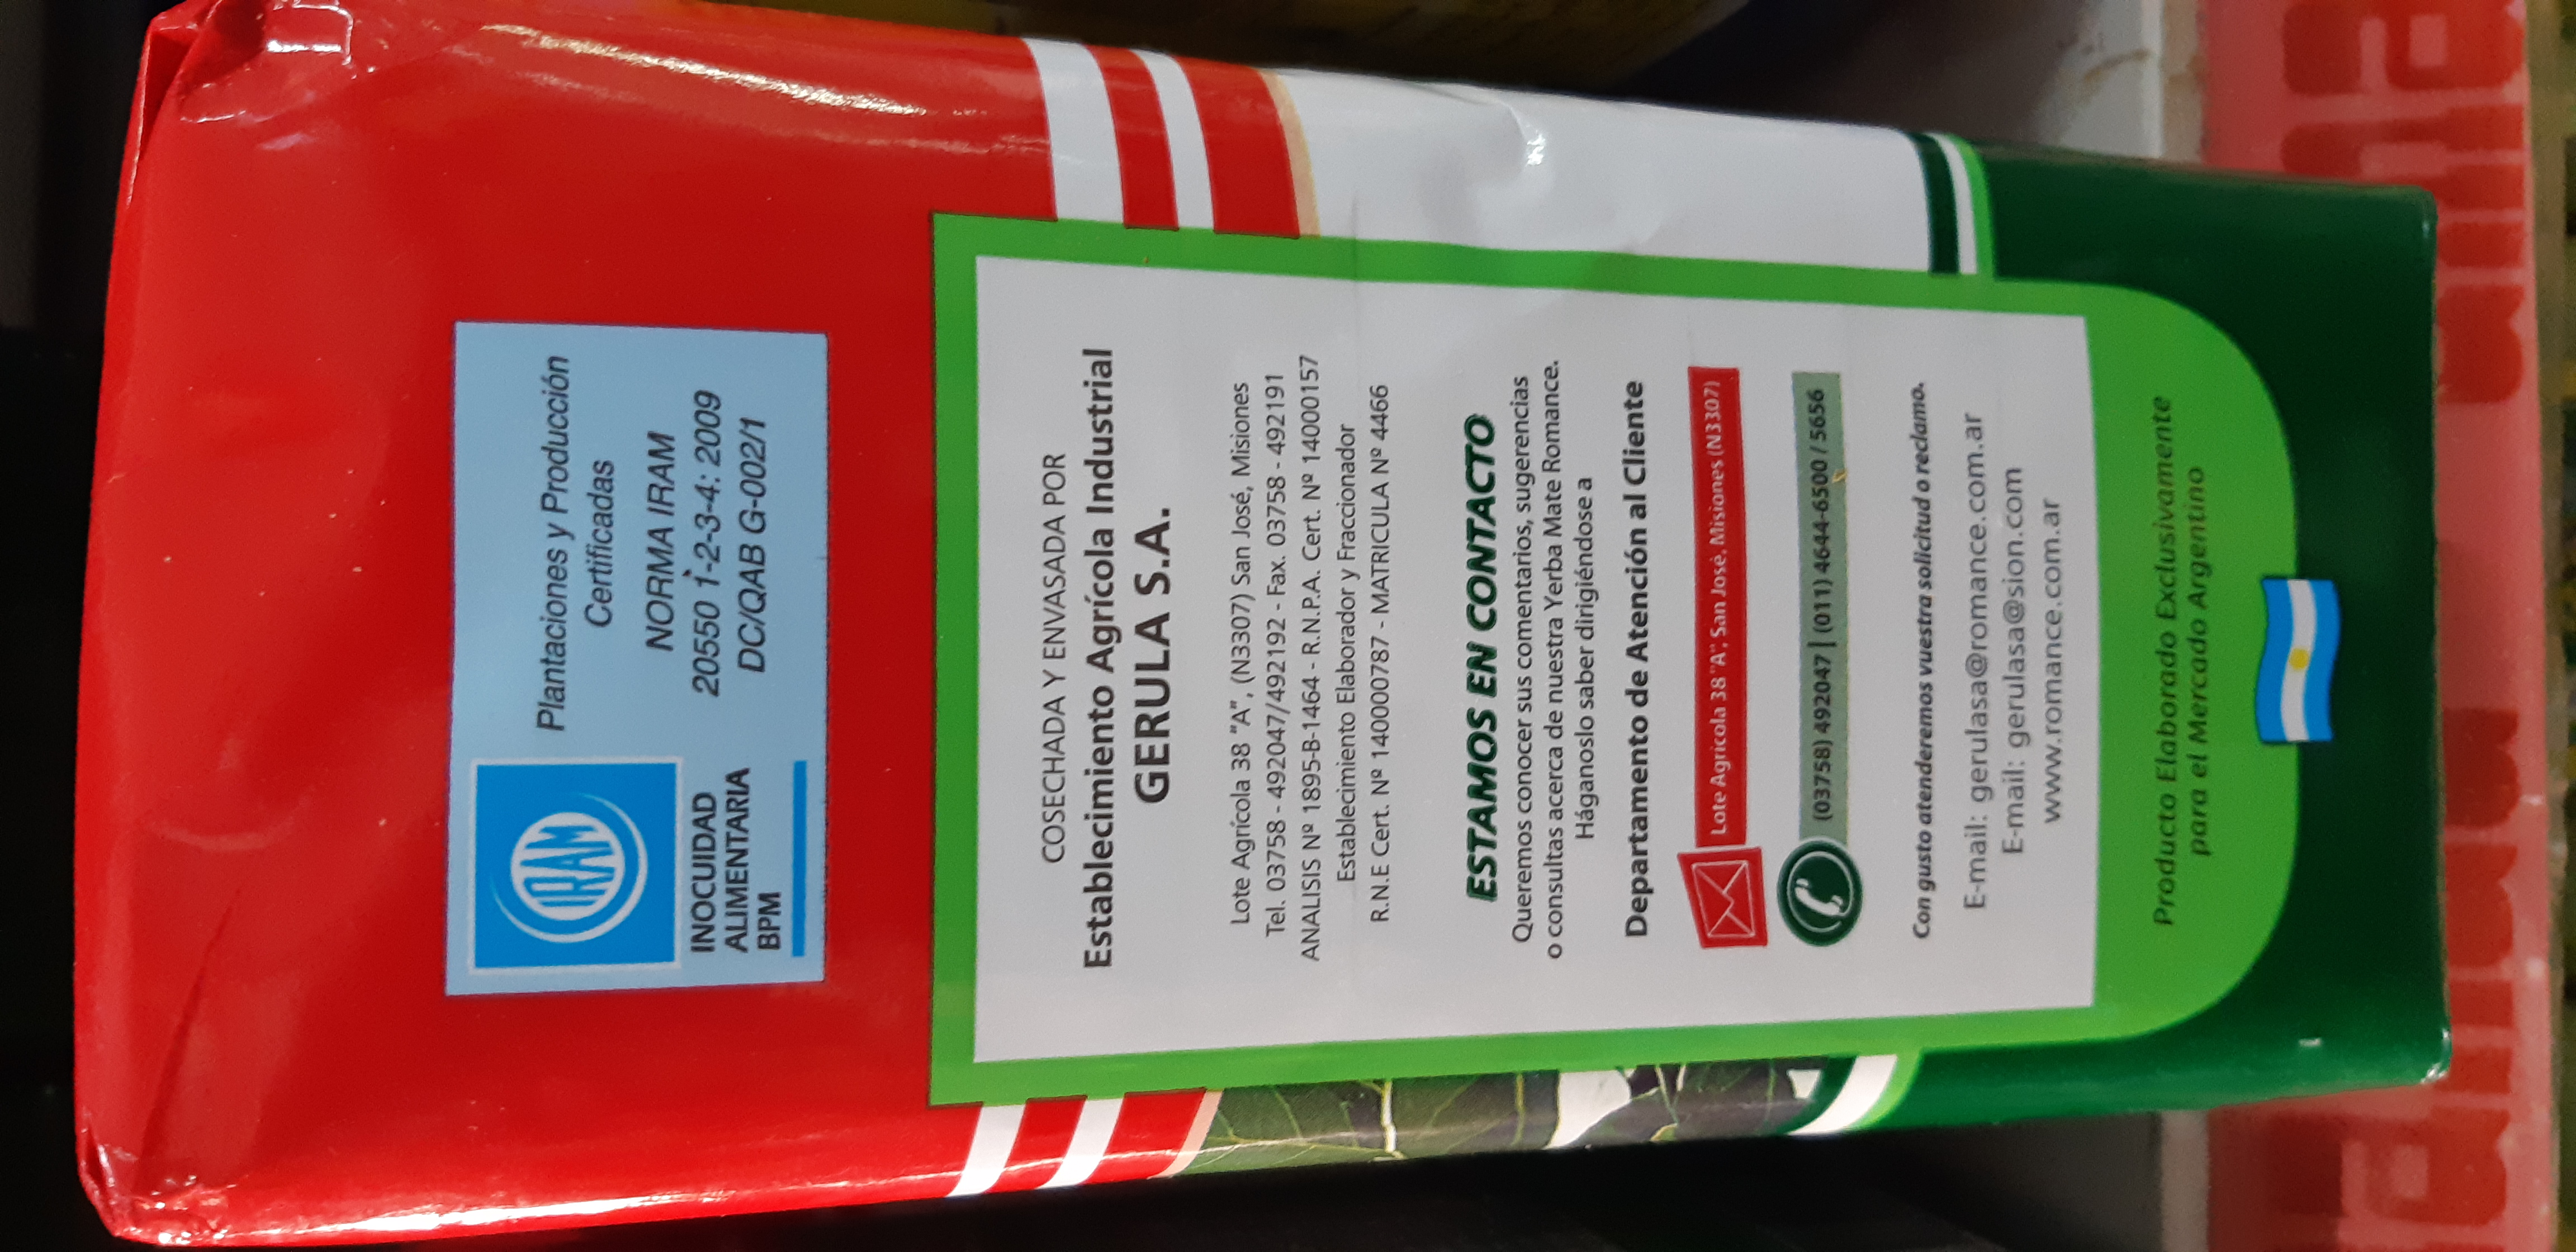 IRAM
INOCUIDAD
ALIMENTARIA
BPM
Plantaciones y Producción
Certificadas
NORMA IRAM
20550 1-2-3-4: 2009
DC/QAB G-002/1
COSECHADA Y ENVASADA POR
Establecimiento Agrícola Industrial
GERULA S.A.
Lote Agrícola 38 "A", (N3307) San José, Misiones
Tel. 03758 - 492047/492192 - Fax. 03758 - 492191
ANALISIS Nº 1895-B-1464 - R.N.P.A. Cert. Nº 14000157
Establecimiento Elaborador y Fraccionador
R.N.E Cert. Nº 140000787 - MATRICULA Nº 4466
ESTAMOS EN CONTACTO
Queremos conocer sus comentarios, sugerencias
o consultas acerca de nuestra Yerba Mate Romance.
Háganoslo saber dirigiéndose a
Departamento de Atención al Cliente
Lote Agrícola 38 "A", San José, Misiones (N3307)
(03758) 492047 | (011) 4644-6500 / 5656
Con gusto atenderemos vuestra solicitud o reclamo.
E-mail: gerulasa@romance.com.ar
E-mail: gerulasa@sion.com
www.romance.com.ar
Producto Elaborado Exclusivamente
para el Mercado Argentino